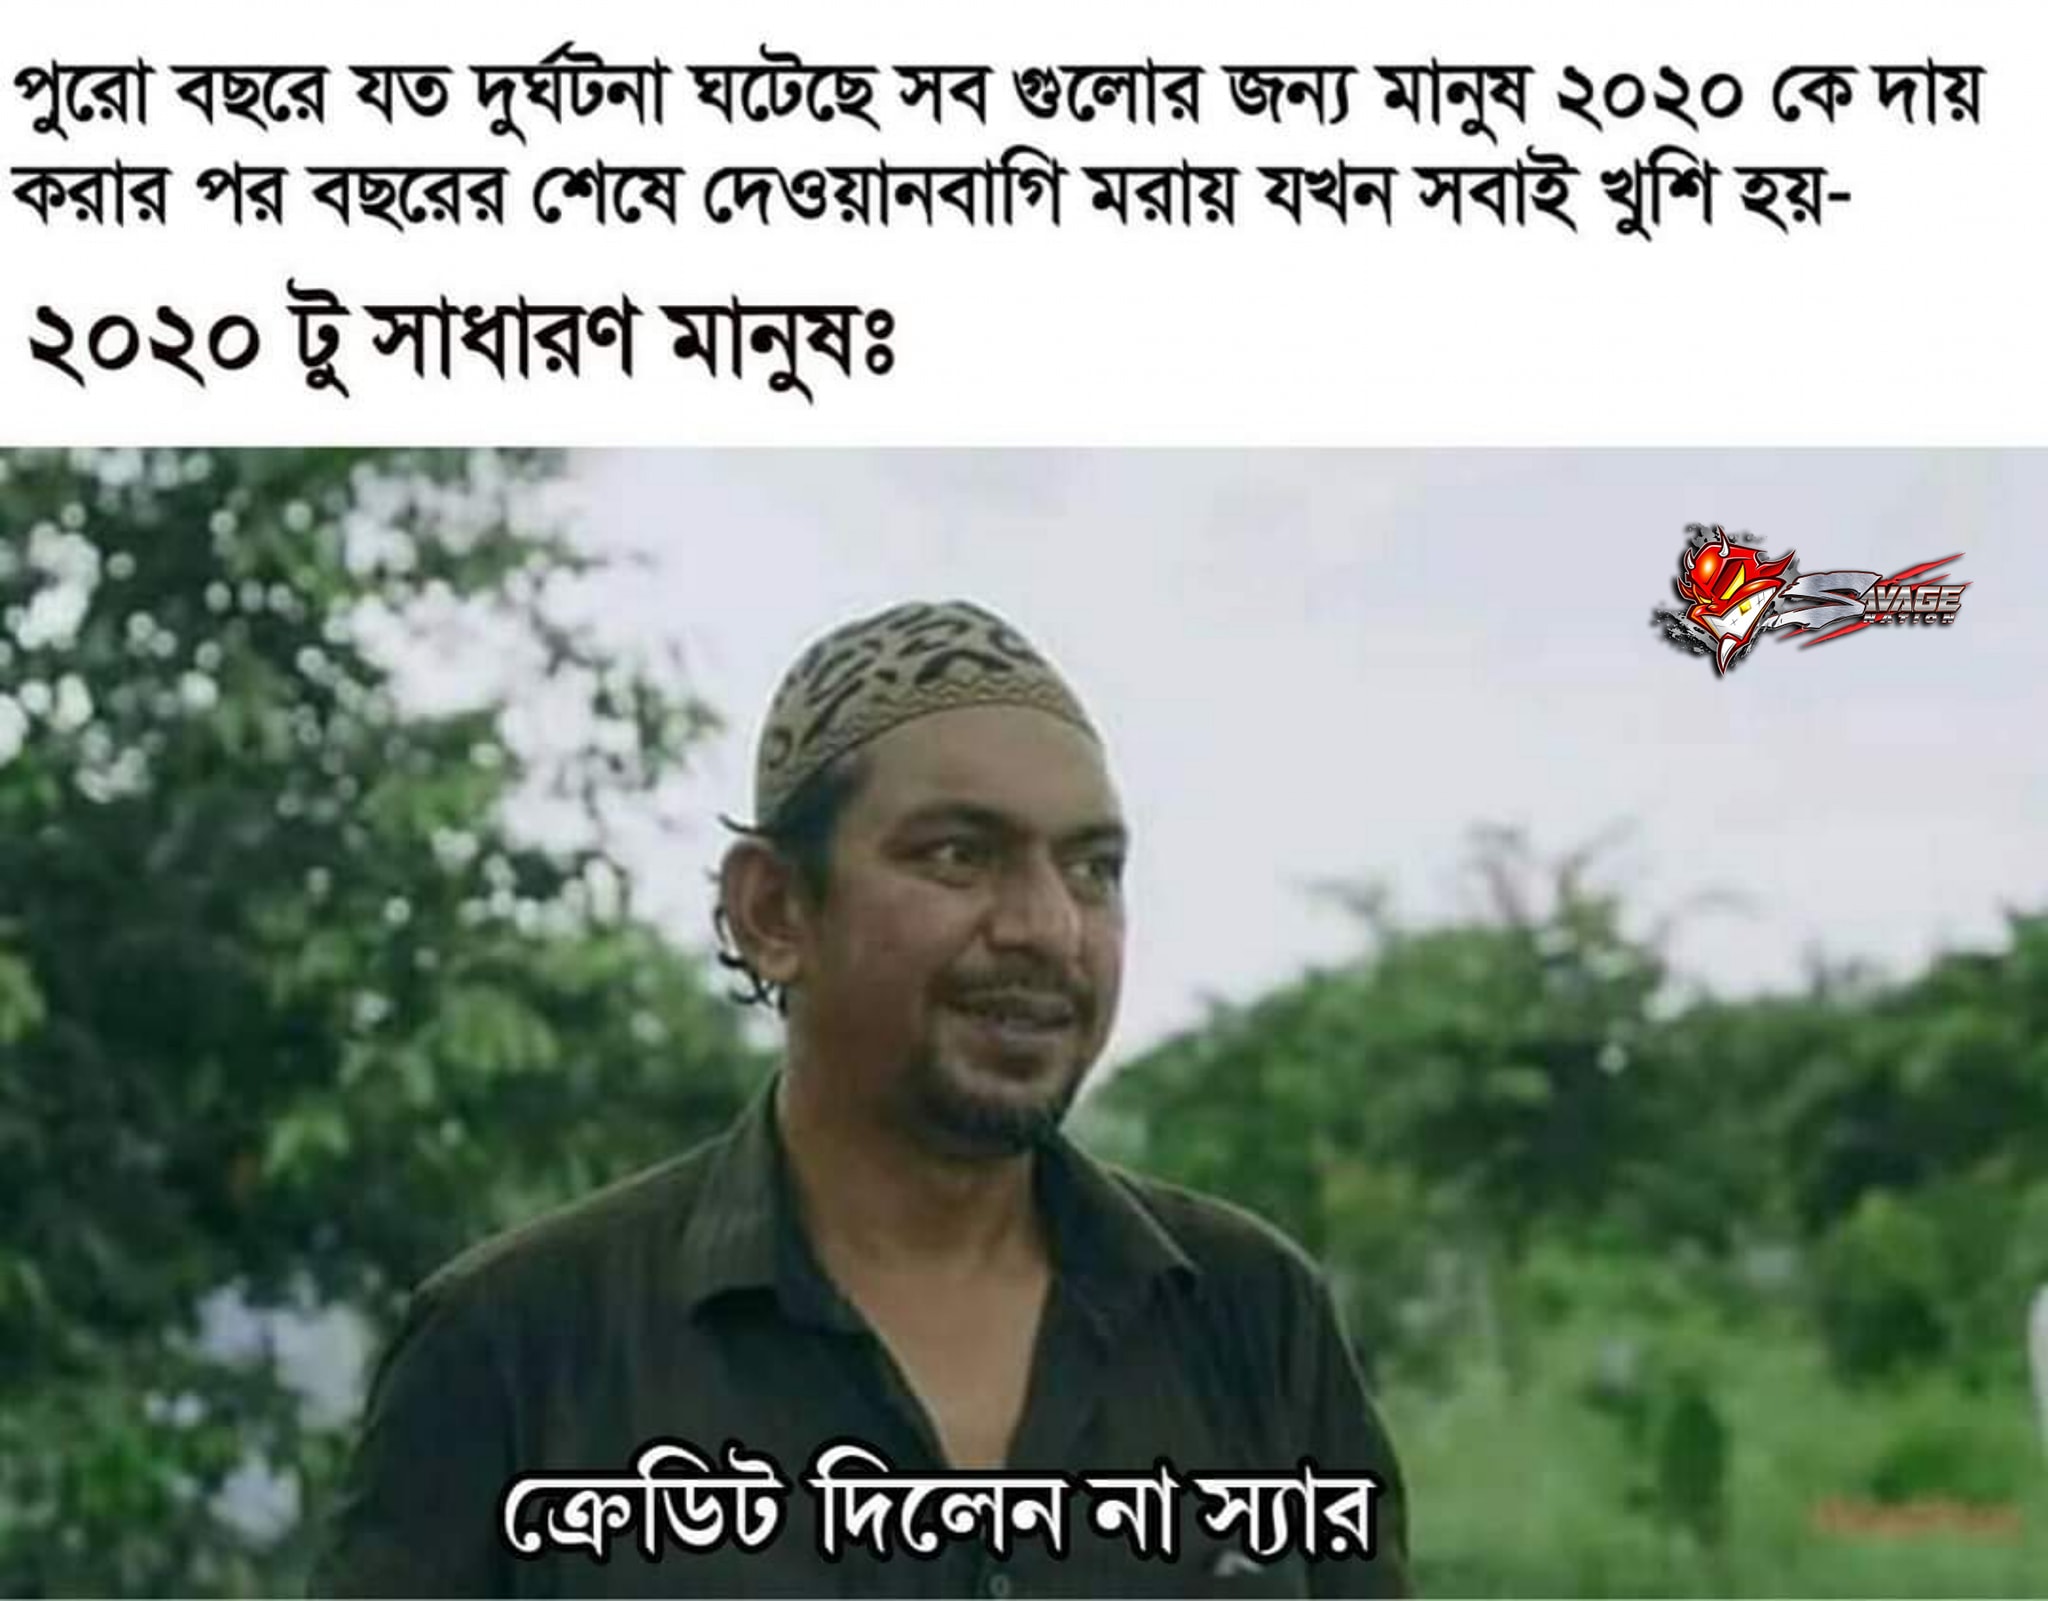 পুরো বছরে যত দুর্ঘটনা ঘটেছে সব গুলোর জন্য মানুষ ২০২০ কে দায়
করার পর বছরের শেষে দেওয়ানবাগি মরায় যখন সবাই খুশি হয়-
২০২০ টু সাধারণ মানুষঃ
SAVAGE
NATION
ক্রেডিট দিলেন না স্যার